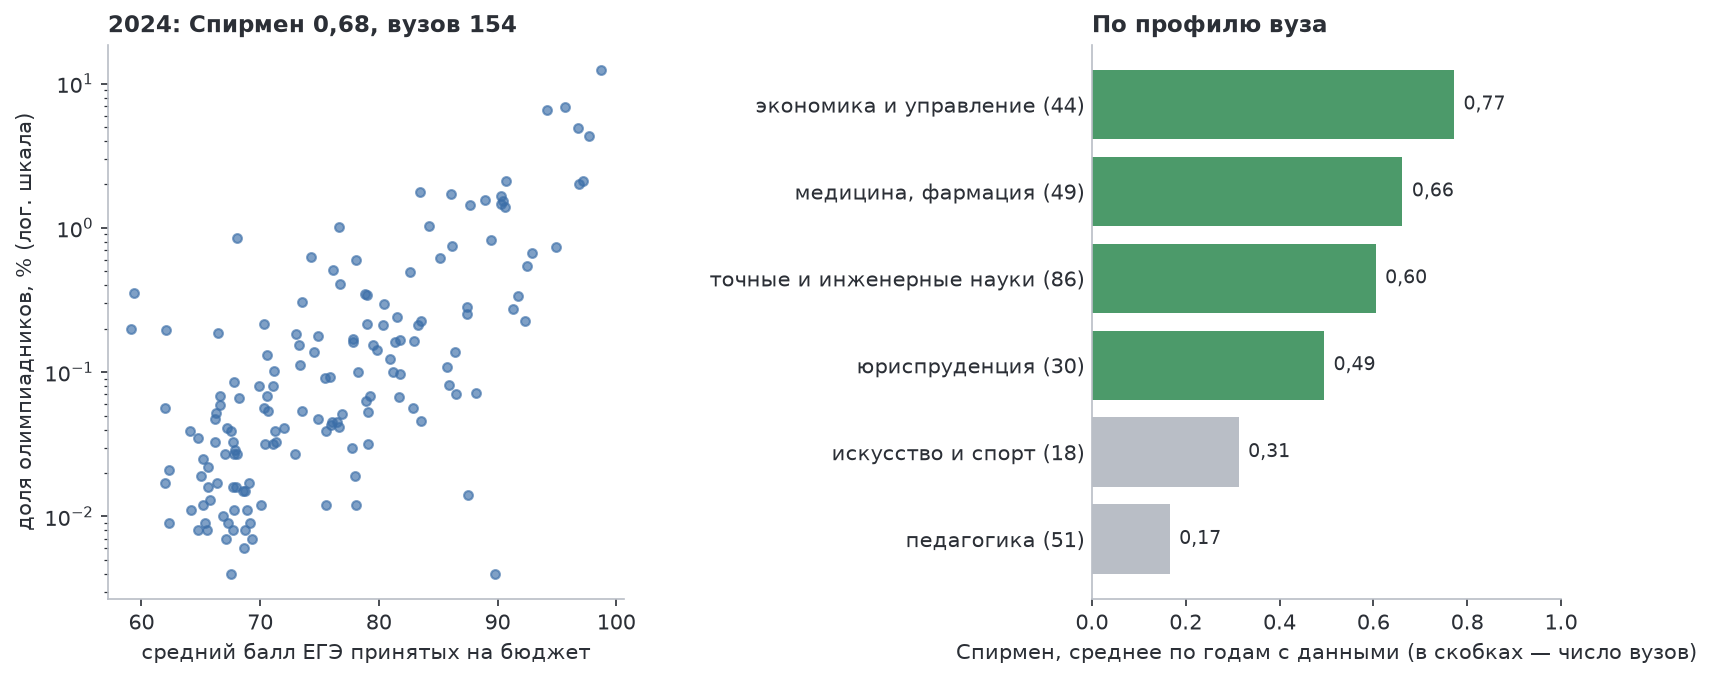 2024: Спирмен 0,68, вузов 154
доля олимпиадников, % (лог. шкала)
10¹
10⁰
10⁻¹
10⁻²
60 70 80 90 100
средний балл ЕГЭ принятых на бюджет
По профилю вуза
экономика и управление (44) 0,77
медицина, фармация (49) 0,66
точные и инженерные науки (86) 0,60
юриспруденция (30) 0,49
искусство и спорт (18) 0,31
педагогика (51) 0,17
0.0 0.2 0.4 0.6 0.8 1.0
Спирмен, среднее по годам с данными (в скобках — число вузов)